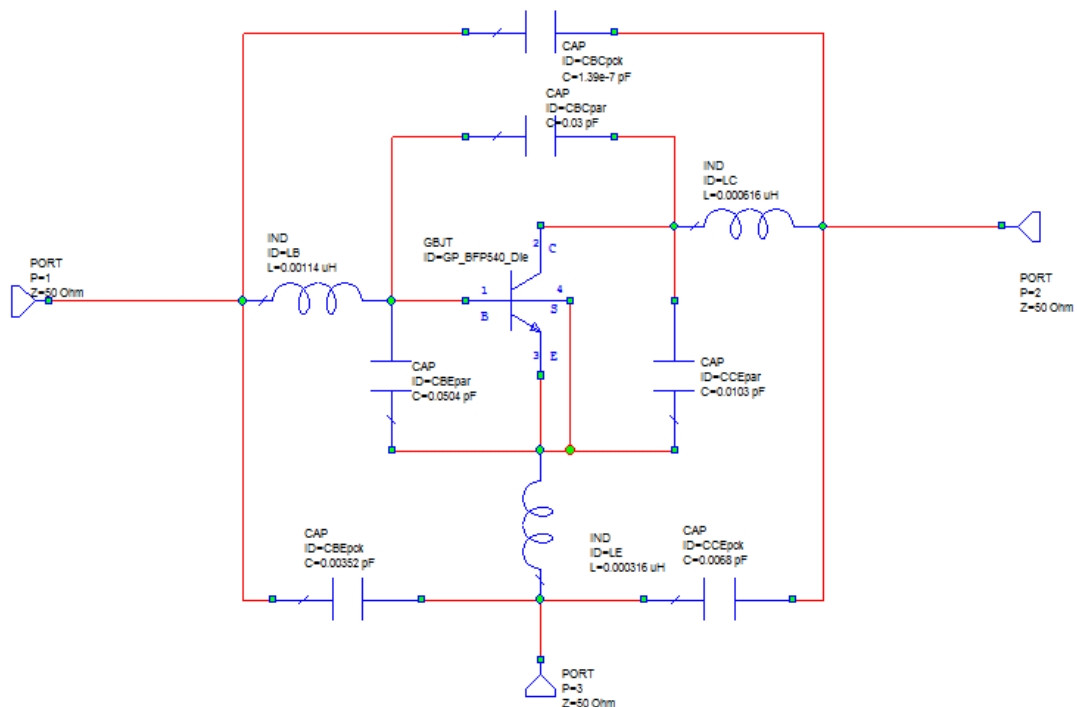 CAP
ID=CBCpck
C=1.39e-7 pF
CAP
ID=CBCpar
C=0.03 pF
IND
ID=LC
L=0.000616 uH
IND
ID=LB
L=0.00114 uH
GBJT
ID=GP_BFP540_Die
2
C
1
B
4
S
3
E
PORT
P=1
Z=50 Ohm
PORT
P=2
Z=50 Ohm
CAP
ID=CBEpar
C=0.0504 pF
CAP
ID=CCEpar
C=0.0103 pF
CAP
ID=CBEpck
C=0.00352 pF
IND
ID=LE
L=0.000316 uH
CAP
ID=CCEpck
C=0.0068 pF
PORT
P=3
Z=50 Ohm